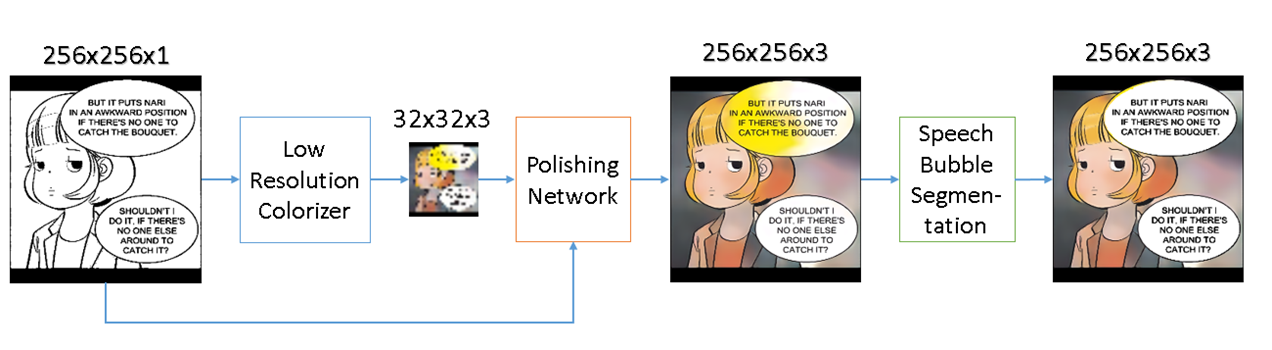 256x256x1
BUT IT PUTS NARI
IN AN AWKWARD POSITION
IF THERE'S NO ONE TO
CATCH THE BOUQUET.
SHOULDN'T I
DO IT, IF THERE'S
NO ONE ELSE
AROUND TO
CATCH IT?
Low
Resolution
Colorizer
32x32x3
Polishing
Network
256x256x3
BUT IT PUTS NARI
IN AN AWKWARD POSITION
IF THERE'S NO ONE TO
CATCH THE BOUQUET.
SHOULDN'T I
DO IT, IF THERE'S
NO ONE ELSE
AROUND TO
CATCH IT?
Speech
Bubble
Segmen-
tation
256x256x3
BUT IT PUTS NARI
IN AN AWKWARD POSITION
IF THERE'S NO ONE TO
CATCH THE BOUQUET.
SHOULDN'T I
DO IT, IF THERE'S
NO ONE ELSE
AROUND TO
CATCH IT?